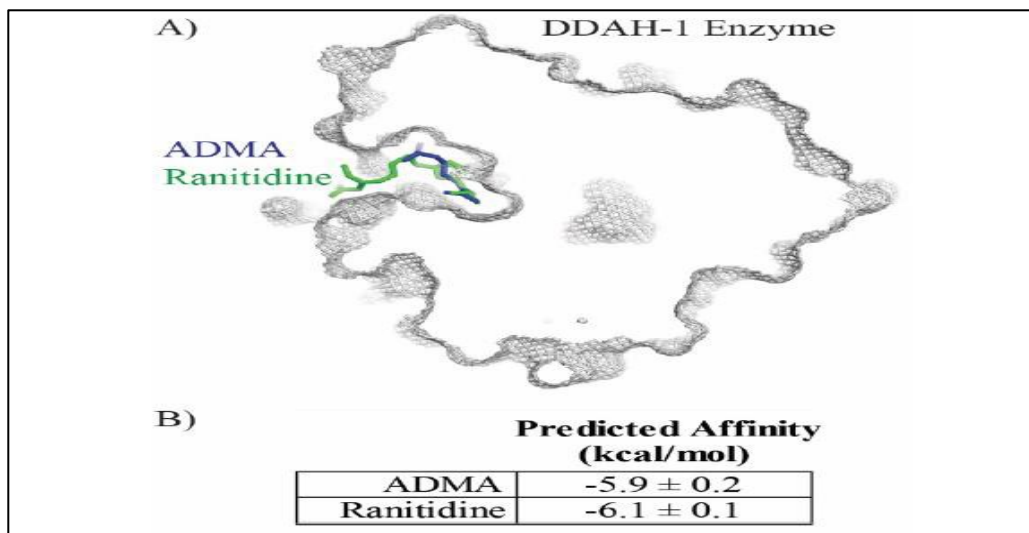 A) DDAH-1 Enzyme
ADMA
Ranitidine
B)
Predicted Affinity
(kcal/mol)
ADMA -5.9 ± 0.2
Ranitidine -6.1 ± 0.1